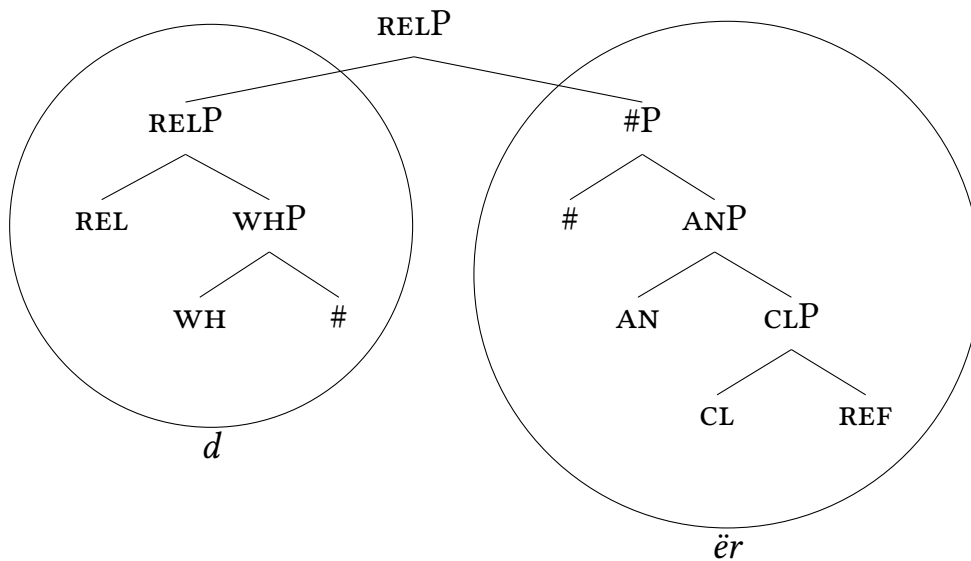 RELP
RELP #P
REL WHP # ANP
WH # AN CLP
CL REF
d
ër